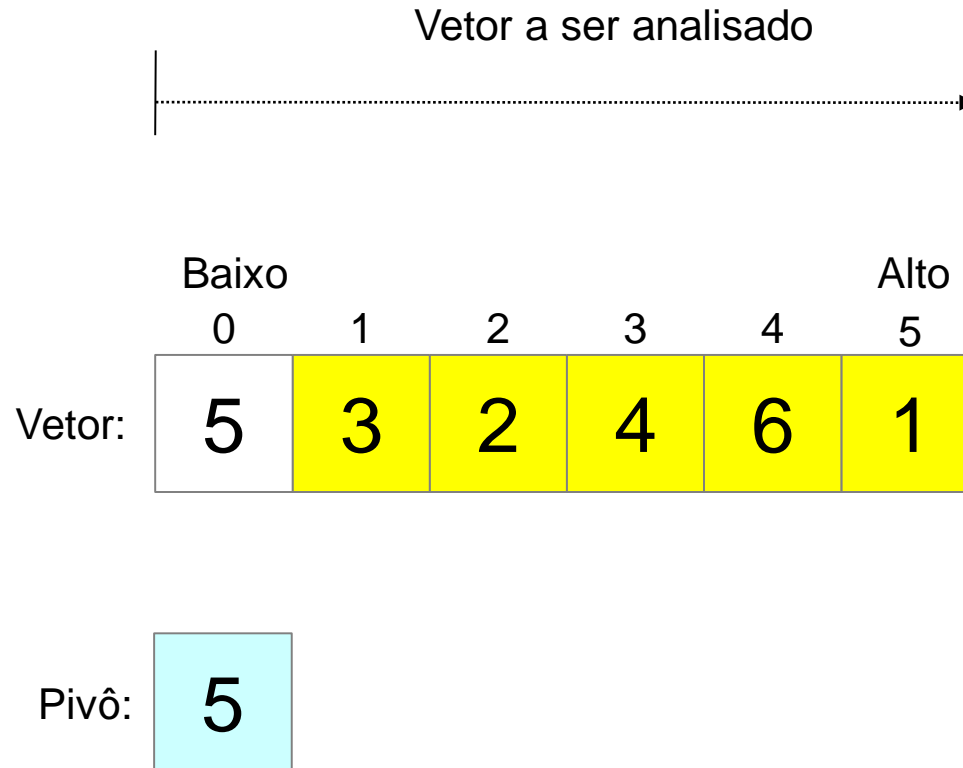 Vetor a ser analisado
Baixo Alto
0 1 2 3 4 5
Vetor: 5 3 2 4 6 1
Pivô: 5